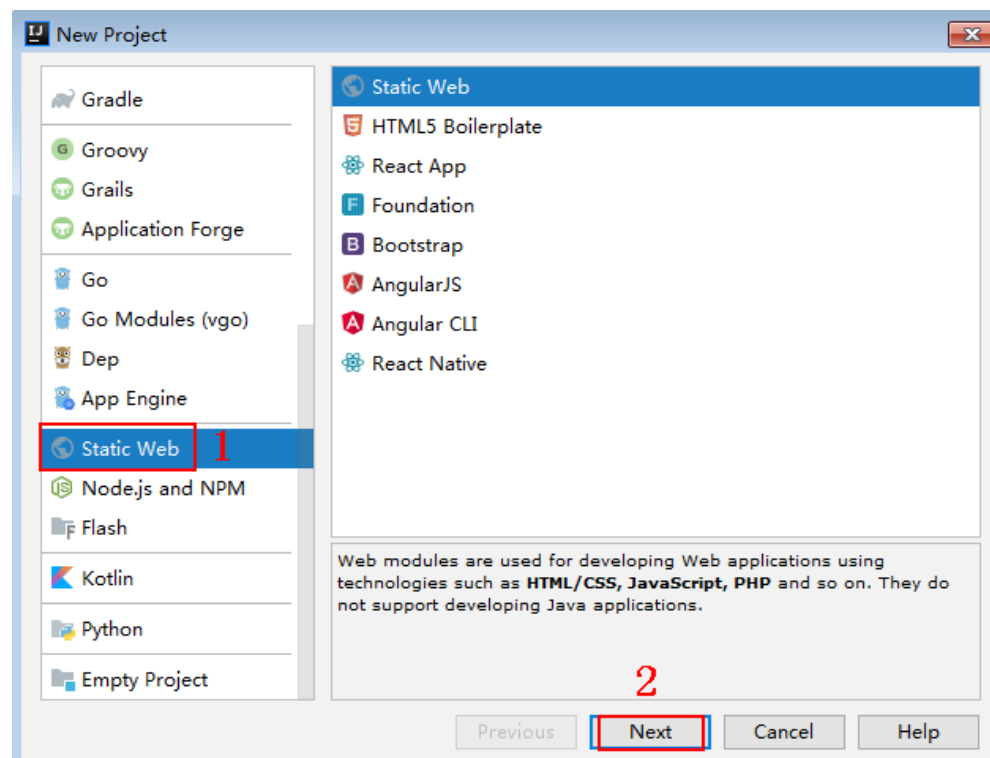 New Project
Gradle
Groovy
Grails
Application Forge
Go
Go Modules (vgo)
Dep
App Engine
Static Web 1
Node.js and NPM
Flash
Kotlin
Python
Empty Project
Static Web
HTML5 Boilerplate
React App
Foundation
Bootstrap
AngularJS
Angular CLI
React Native
Web modules are used for developing Web applications using
technologies such as HTML/CSS, JavaScript, PHP and so on. They do
not support developing Java applications.
2
Previous Next Cancel Help